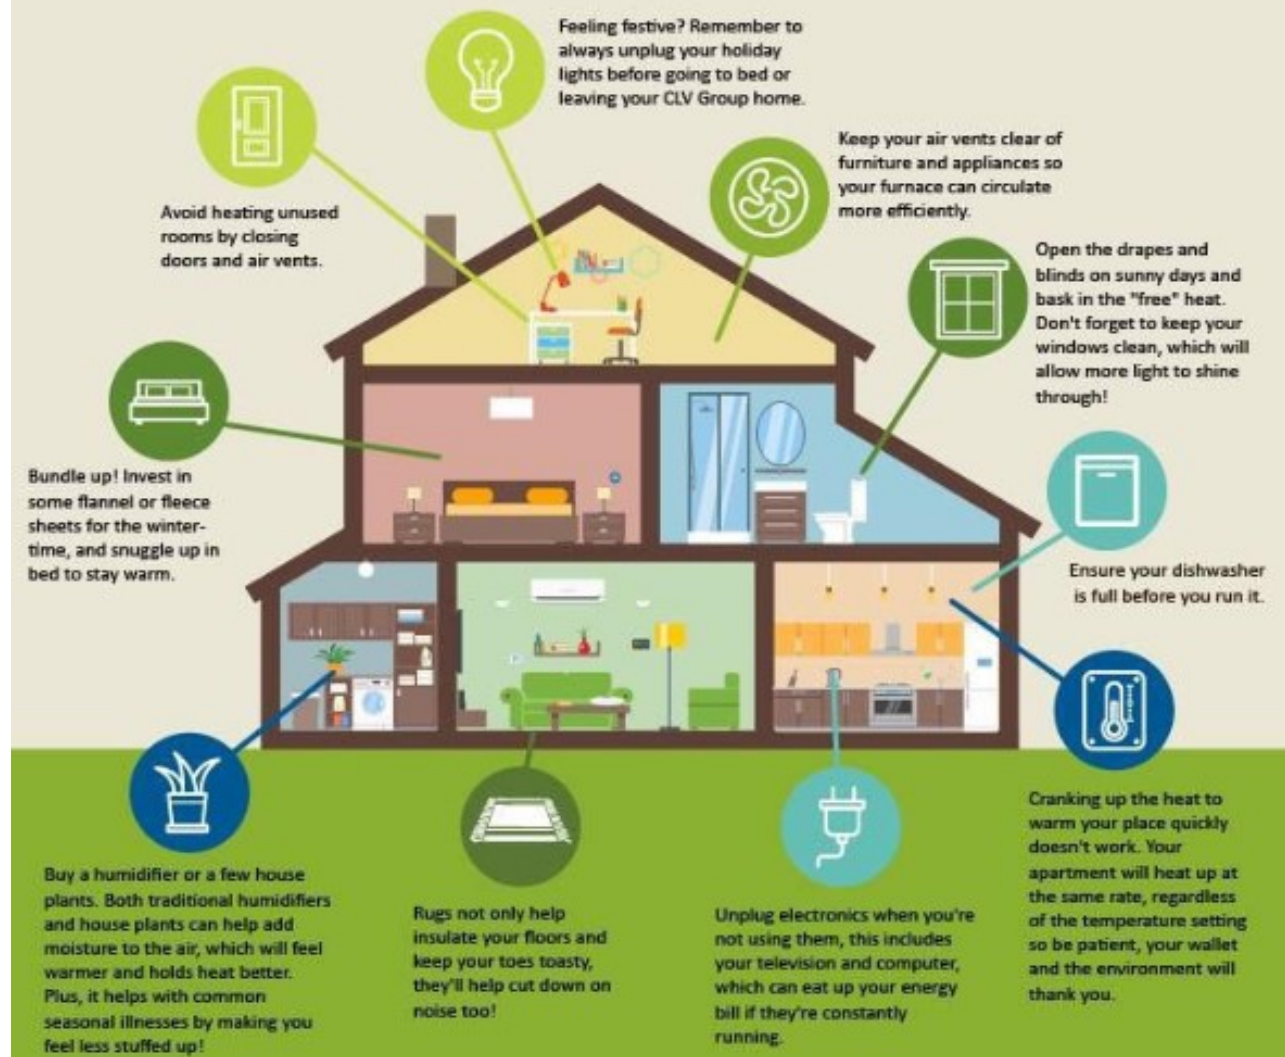 Feeling festive? Remember to
always unplug your holiday
lights before going to bed or
leaving your CLV Group home.
Keep your air vents clear of
furniture and appliances so
your furnace can circulate
more efficiently.
Avoid heating unused
rooms by closing
doors and air vents.
Open the drapes and
blinds on sunny days and
bask in the "free" heat.
Don't forget to keep your
windows clean, which will
allow more light to shine
through!
Bundle up! Invest in
some flannel or fleece
sheets for the winter-
time, and snuggle up in
bed to stay warm.
Ensure your dishwasher
is full before you run it.
Cranking up the heat to
warm your place quickly
doesn't work. Your
apartment will heat up at
the same rate, regardless
of the temperature setting
so be patient, your wallet
and the environment will
thank you.
Buy a humidifier or a few house
plants. Both traditional humidifiers
and house plants can help add
moisture to the air, which will feel
warmer and holds heat better.
Plus, it helps with common
seasonal illnesses by making you
feel less stuffed up!
Rugs not only help
insulate your floors and
keep your toes toasty,
they'll help cut down on
noise too!
Unplug electronics when you're
not using them, this includes
your television and computer,
which can eat up your energy
bill if they're constantly
running.